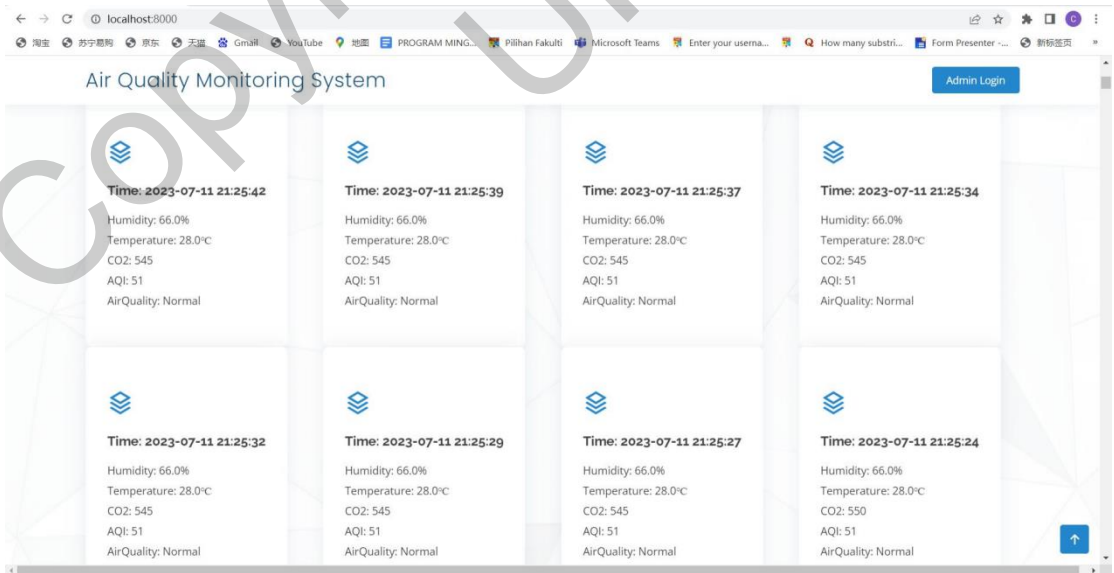 localhost:8000
淘宝 苏宁易购 京东 天猫 Gmail YouTube 地图 PROGRAM MING... Pilihan Fakulti Microsoft Teams Enter your userna... How many substri... Form Presenter -... 新标签页 »
Air Quality Monitoring System Admin Login
Time: 2023-07-11 21:25:42 Time: 2023-07-11 21:25:39 Time: 2023-07-11 21:25:37 Time: 2023-07-11 21:25:34
Humidity: 66.0% Humidity: 66.0% Humidity: 66.0% Humidity: 66.0%
Temperature: 28.0℃ Temperature: 28.0℃ Temperature: 28.0℃ Temperature: 28.0℃
CO2: 545 CO2: 545 CO2: 545 CO2: 545
AQI: 51 AQI: 51 AQI: 51 AQI: 51
AirQuality: Normal AirQuality: Normal AirQuality: Normal AirQuality: Normal
Time: 2023-07-11 21:25:32 Time: 2023-07-11 21:25:29 Time: 2023-07-11 21:25:27 Time: 2023-07-11 21:25:24
Humidity: 66.0% Humidity: 66.0% Humidity: 66.0% Humidity: 66.0%
Temperature: 28.0℃ Temperature: 28.0℃ Temperature: 28.0℃ Temperature: 28.0℃
CO2: 545 CO2: 545 CO2: 545 CO2: 550
AQI: 51 AQI: 51 AQI: 51 AQI: 51
AirQuality: Normal AirQuality: Normal AirQuality: Normal AirQuality: Normal